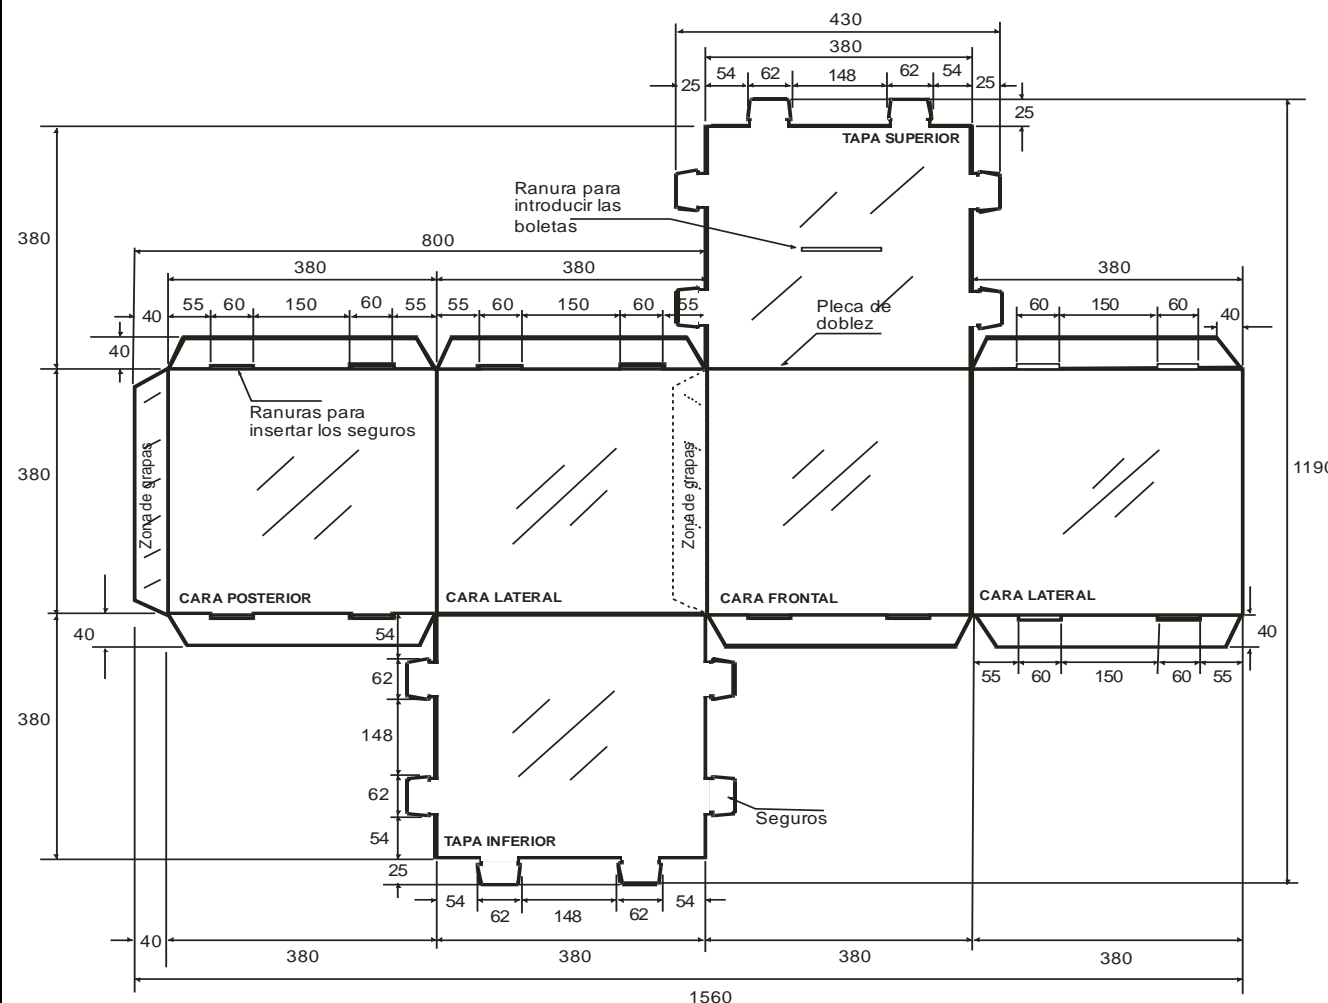 430
380
54 62 148 62 54
25 25
25
TAPA SUPERIOR
Ranura para
introducir las
boletas
380
800
380 380 380
55 60 150 60 55 55 60 150 60 55
60 150 60
40 40
40
Pleca de
doblez
Ranuras para
insertar los seguros
Zona de grapas
Zona de grapas
380
1190
CARA POSTERIOR
CARA LATERAL
CARA FRONTAL
CARA LATERAL
40
40
54
62
148
62
54
25
55 60 150 60 55
380
Seguros
TAPA INFERIOR
54 62 148 62 54
40 380 380 380 380
1560